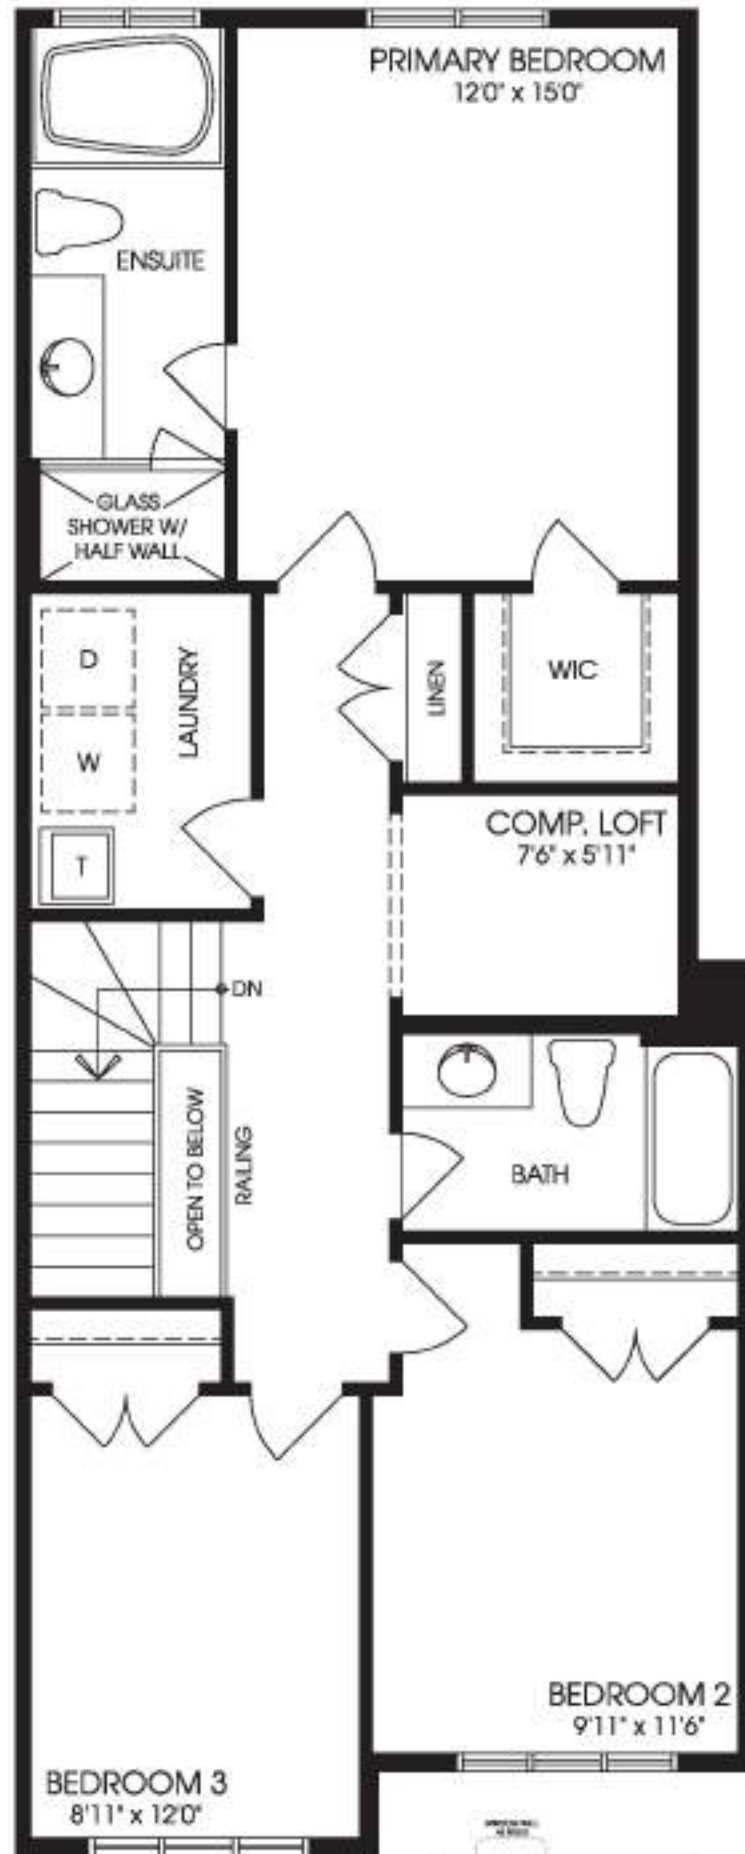 PRIMARY BEDROOM
12'0" x 15'0"
ENSUITE
GLASS
SHOWER W/
HALF WALL
D
W
T
LAUNDRY
LINEN
WIC
COMP. LOFT
7'6" x 5'11"
DN
OPEN TO BELOW
RAILING
BATH
BEDROOM 2
9'11" x 11'6"
BEDROOM 3
8'11" x 12'0"